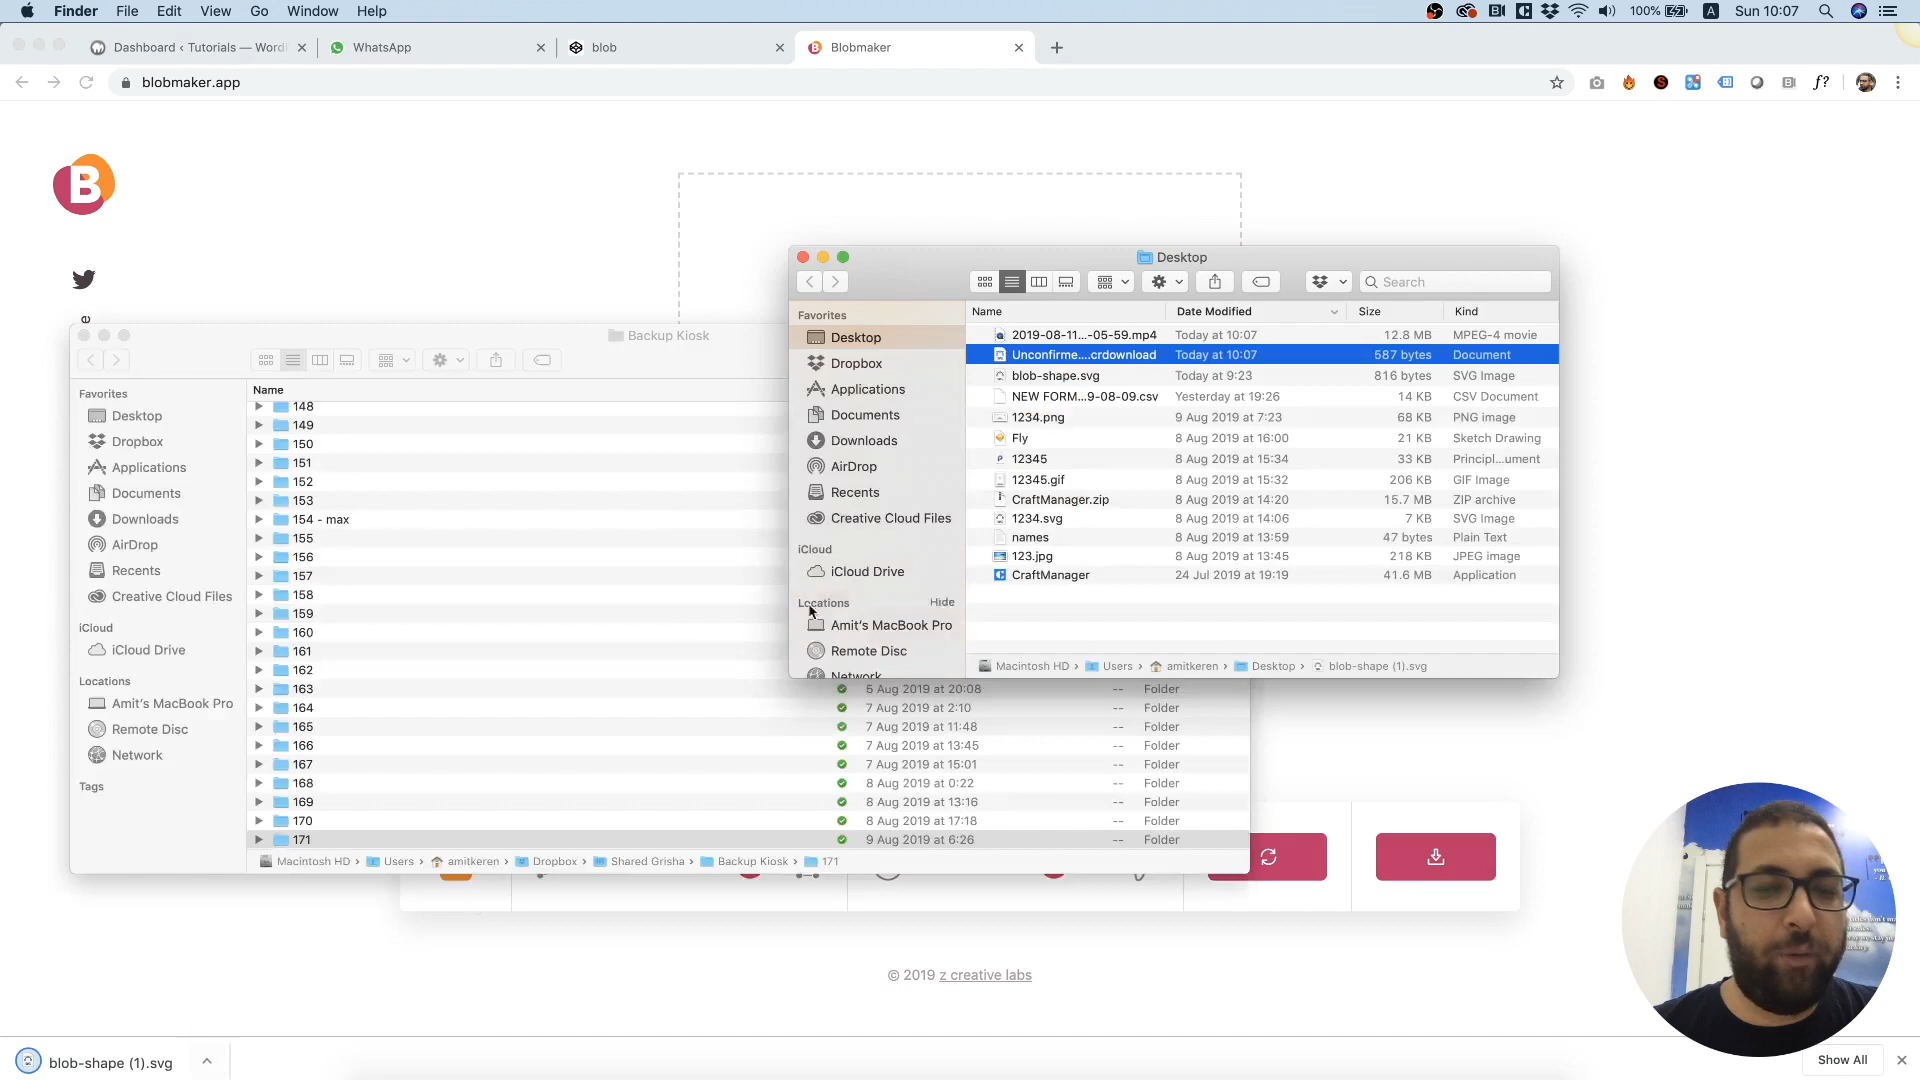 Finder File Edit View Go Window Help 100% A Sun 10:07
Dashboard ‹ Tutorials — Word WhatsApp blob Blobmaker
blobmaker.app f?
B
Desktop
Search
Favorites
Desktop
Dropbox
Applications
Documents
Downloads
AirDrop
Recents
Creative Cloud Files
iCloud
iCloud Drive
Locations Hide
Amit's MacBook Pro
Remote Disc
Network
Name Date Modified Size Kind
2019-08-11...-05-59.mp4 Today at 10:07 12.8 MB MPEG-4 movie
Unconfirme....crdownload Today at 10:07 587 bytes Document
blob-shape.svg Today at 9:23 816 bytes SVG Image
NEW FORM...9-08-09.csv Yesterday at 19:26 14 KB CSV Document
1234.png 9 Aug 2019 at 7:23 68 KB PNG image
Fly 8 Aug 2019 at 16:00 21 KB Sketch Drawing
12345 8 Aug 2019 at 15:34 33 KB Principl...ument
12345.gif 8 Aug 2019 at 15:32 206 KB GIF Image
CraftManager.zip 8 Aug 2019 at 14:20 15.7 MB ZIP archive
1234.svg 8 Aug 2019 at 14:06 7 KB SVG Image
names 8 Aug 2019 at 13:59 47 bytes Plain Text
123.jpg 8 Aug 2019 at 13:45 218 KB JPEG image
CraftManager 24 Jul 2019 at 19:19 41.6 MB Application
Macintosh HD › Users › amitkeren › Desktop › blob-shape (1).svg
Backup Kiosk
Favorites
Desktop
Dropbox
Applications
Documents
Downloads
AirDrop
Recents
Creative Cloud Files
iCloud
iCloud Drive
Locations
Amit's MacBook Pro
Remote Disc
Network
Tags
Name
148
149
150
151
152
153
154 - max
155
156
157
158
159
160
161
162
163 5 Aug 2019 at 20:08 -- Folder
164 7 Aug 2019 at 2:10 -- Folder
165 7 Aug 2019 at 11:48 -- Folder
166 7 Aug 2019 at 13:45 -- Folder
167 7 Aug 2019 at 15:01 -- Folder
168 8 Aug 2019 at 0:22 -- Folder
169 8 Aug 2019 at 13:16 -- Folder
170 8 Aug 2019 at 17:18 -- Folder
171 9 Aug 2019 at 6:26 -- Folder
Macintosh HD › Users › amitkeren › Dropbox › Shared Grisha › Backup Kiosk › 171
© 2019 z creative labs
blob-shape (1).svg
Show All